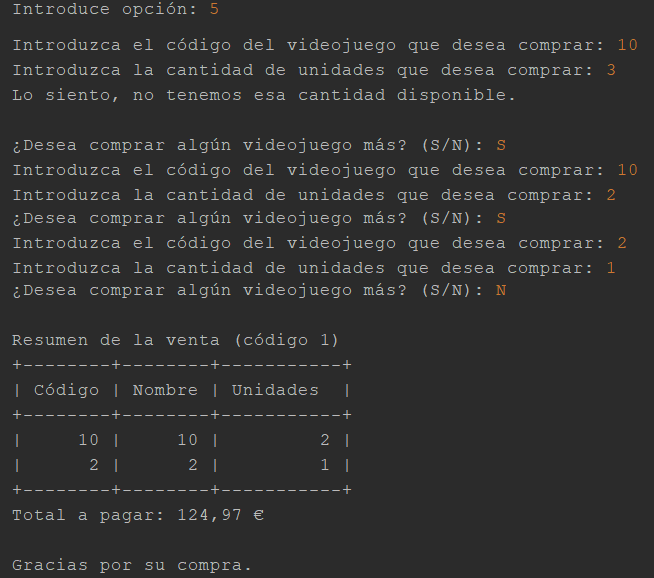 Introduce opción: 5
Introduzca el código del videojuego que desea comprar: 10
Introduzca la cantidad de unidades que desea comprar: 3
Lo siento, no tenemos esa cantidad disponible.
¿Desea comprar algún videojuego más? (S/N): S
Introduzca el código del videojuego que desea comprar: 10
Introduzca la cantidad de unidades que desea comprar: 2
¿Desea comprar algún videojuego más? (S/N): S
Introduzca el código del videojuego que desea comprar: 2
Introduzca la cantidad de unidades que desea comprar: 1
¿Desea comprar algún videojuego más? (S/N): N
Resumen de la venta (código 1)
+--------+--------+-----------+
| Código | Nombre | Unidades  |
+--------+--------+-----------+
|     10 |     10 |         2 |
|      2 |      2 |         1 |
+--------+--------+-----------+
Total a pagar: 124,97 €
Gracias por su compra.